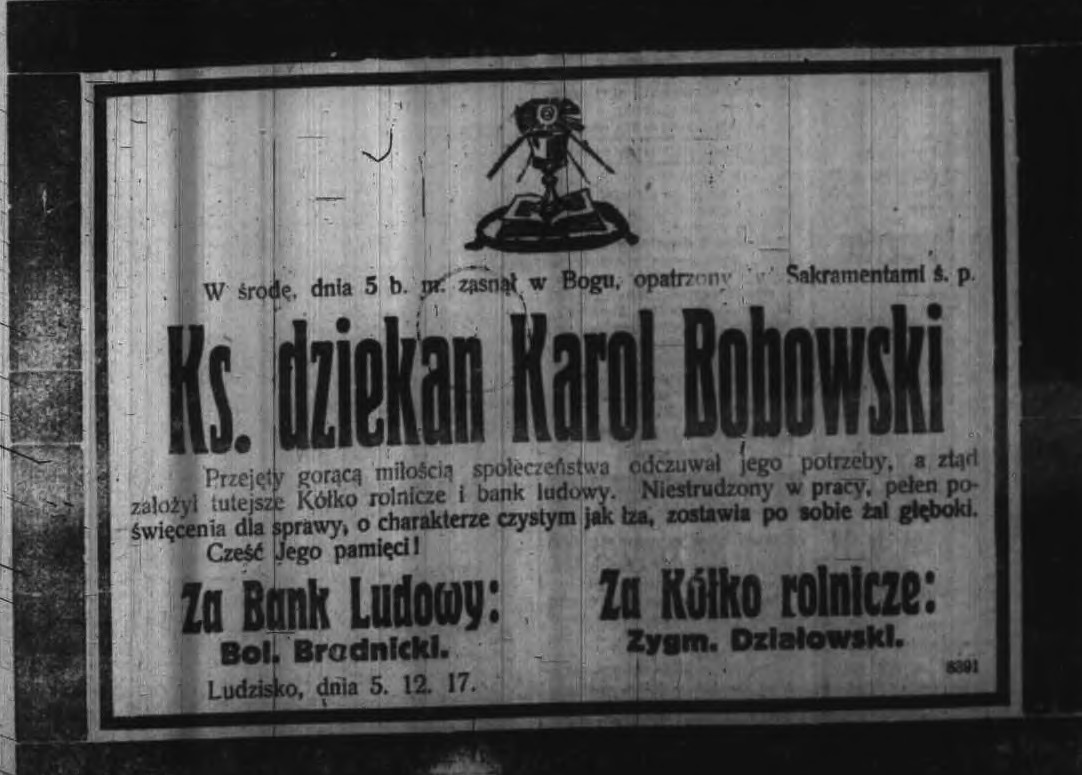 W środę, dnia 5 b. m. zasnął w Bogu, opatrzony Sakramentami ś. p.
Ks. dziekan Karol Bobowski
Przejęty gorącą miłością społeczeństwa odczuwał jego potrzeby, a ztąd
założył tutejsze Kółko rolnicze i bank ludowy. Niestrudzony w pracy, pełen po-
święcenia dla sprawy, o charakterze czystym jak łza, zostawia po sobie żal głęboki.
Cześć Jego pamięci!
Za Bank Ludowy:
Bol. Brodnicki.
Za Kółko rolnicze:
Zygm. Działowski.
Ludzisko, dnia 5. 12. 17.
8391